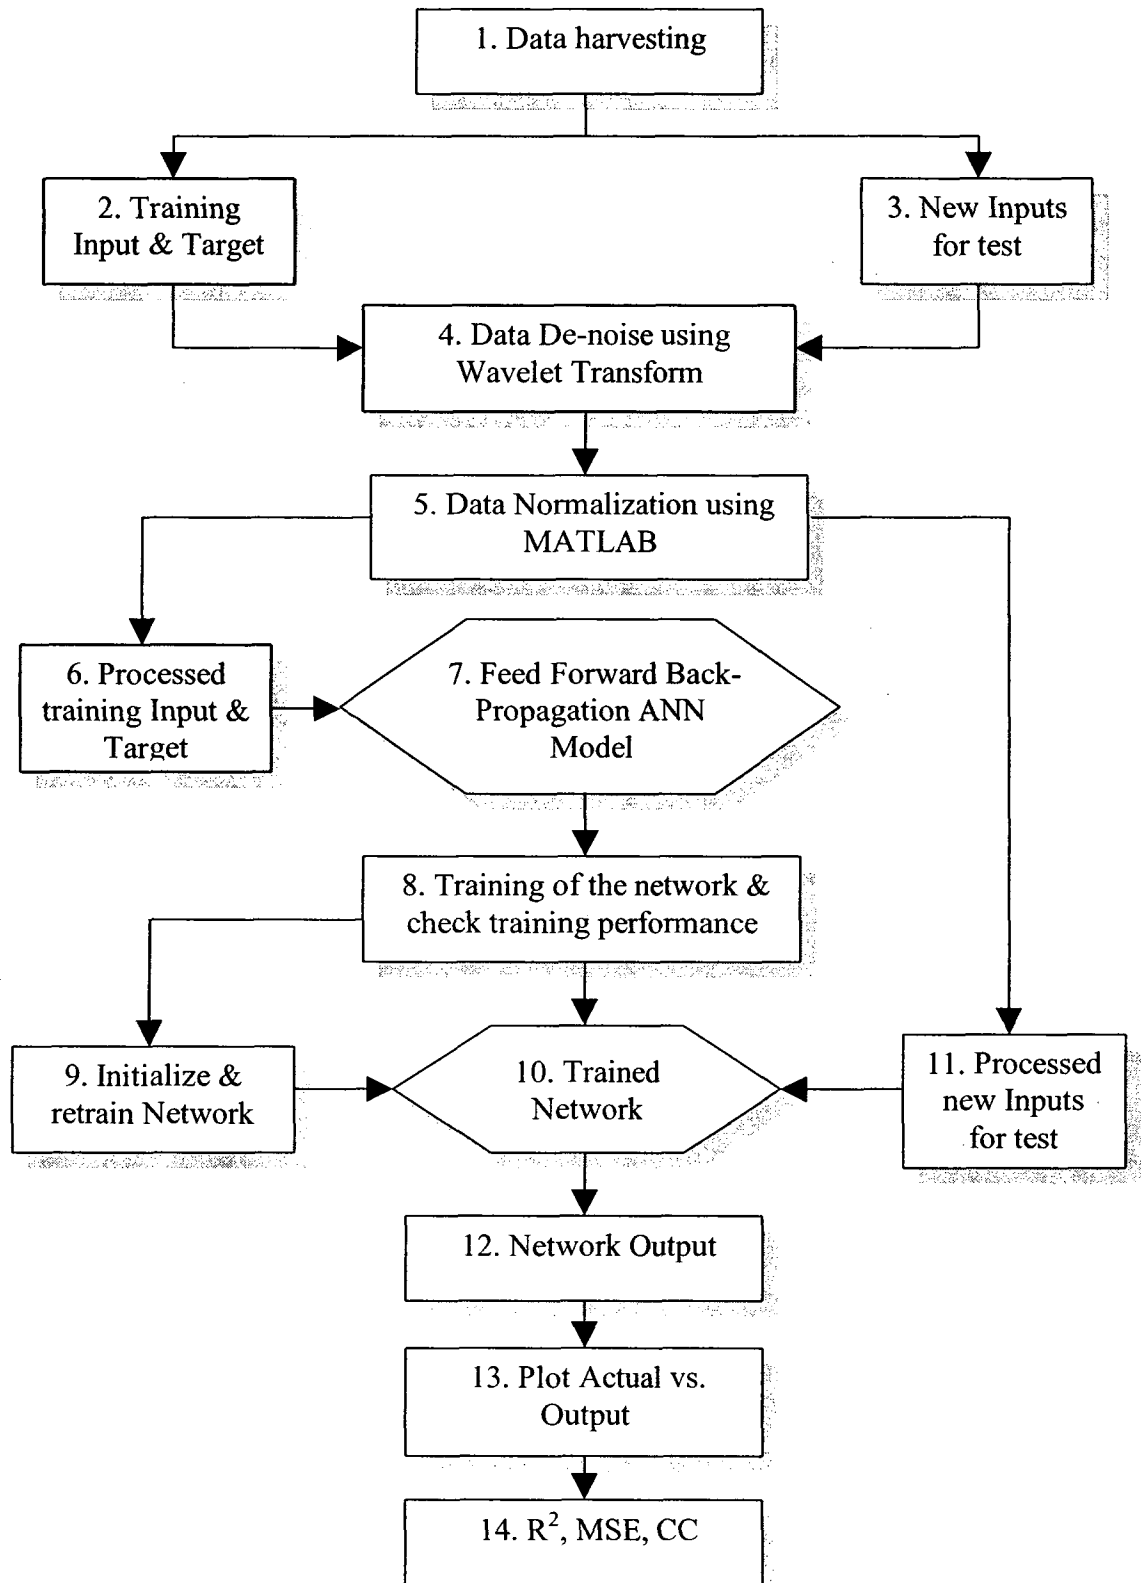 1. Data harvesting
2. Training
Input & Target
3. New Inputs
for test
4. Data De-noise using
Wavelet Transform
5. Data Normalization using
MATLAB
6. Processed
training Input &
Target
7. Feed Forward Back-
Propagation ANN
Model
8. Training of the network &
check training performance
9. Initialize &
retrain Network
10. Trained
Network
11. Processed
new Inputs
for test
12. Network Output
13. Plot Actual vs.
Output
14. R², MSE, CC